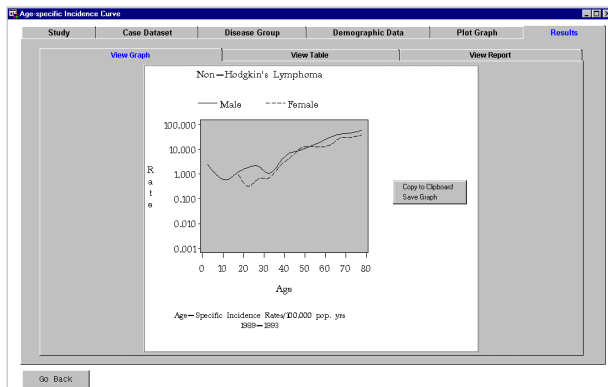 Age-specific Incidence Curve
Study Case Dataset Disease Group Demographic Data Plot Graph Results
View Graph View Table View Report
Non-Hodgkin's Lymphoma
Male Female
100.000
10.000
1.000
0.100
0.010
0.001
Rate
0 10 20 30 40 50 60 70 80
Age
Age-Specific Incidence Rates/100,000 pop. yrs
1989-1993
Copy to Clipboard
Save Graph
Go Back